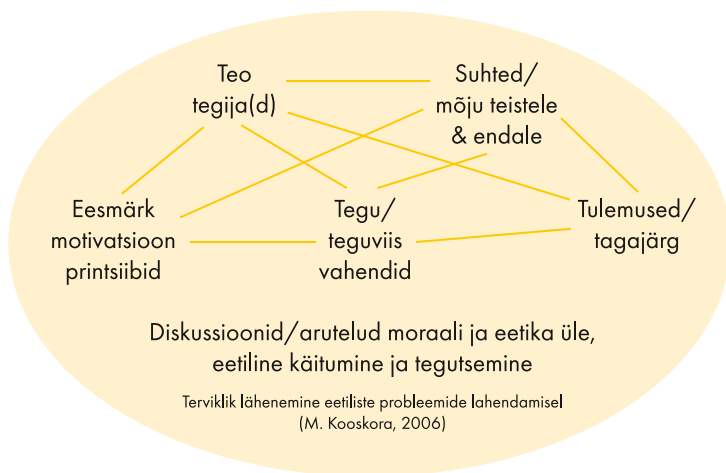 Teo
tegija(d)
Suhted/
mõju teistele
& endale
Eesmärk
motivatsioon
printsiibid
Tegu/
teguviis
vahendid
Tulemused/
tagajärg
Diskussioonid/arutelud moraali ja eetika üle,
eetiline käitumine ja tegutsemine
Terviklik lähenemine eetiliste probleemide lahendamisel
(M. Kooskora, 2006)